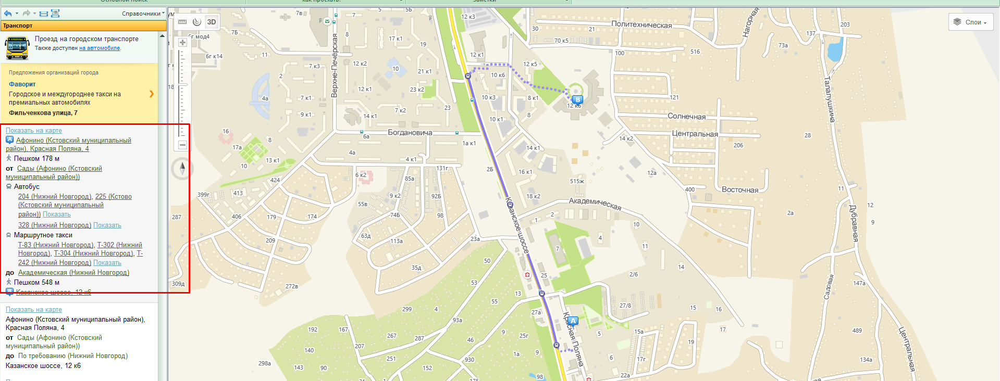 Основной поиск
Как проехать?
Заметки
Справочники
Транспорт
Проезд на городском транспорте
Также доступен на автомобиле.
Предложения организаций города
Фаворит
Городское и междугороднее такси на
премиальных автомобилях
Фильченкова улица, 7
Показать на карте
A Афонино (Кстовский муниципальный
район), Красная Поляна, 4
Пешком 178 м
от Сады (Афонино (Кстовский
муниципальный район))
Автобус
204 (Нижний Новгород), 225 (Кстово
(Кстовский муниципальный
район)) Показать
328 (Нижний Новгород) Показать
Маршрутное такси
Т-83 (Нижний Новгород), Т-302 (Нижний
Новгород), Т-304 (Нижний Новгород), Т-
242 (Нижний Новгород) Показать
до Академическая (Нижний Новгород)
Пешком 548 м
B Казанское шоссе, 12 к6
Показать на карте
Афонино (Кстовский муниципальный район),
Красная Поляна, 4
от Сады (Афонино (Кстовский
муниципальный район))
до По требованию (Нижний Новгород)
Казанское шоссе, 12 к6
3D
Слои
6г мод4
7Б
7в
12 к3
30
Политехническая
21
70 к5
Нагорная
137
203
73а
6г к14
11
20
17 к1
19
12 к1
100
516
Верхне-Печёрская
7 к3
12 к2
10
21 к1
12 к5
2
10 к6
4а
7 к1
23 к2
10 к3
8 к1
B
12 к6
121
Талалушкина
9 к1
7 к2
23
8
10 к1
Солнечная
16
8
6а
Богдановича
1а к1
14 к2
Центральная
28
17а
4а
14 к1
206
13 к1
4 к1
10
131г
2Б
16 к1
12а
424
6 к2
85а
515ж
400
Восточная
11
399г
413
9 к2
92Б
18 к2
Академическая
12
287
406
179
174
55в
74Б
98
Казанское шоссе
1
2
2а
9
Дубравная
10
209
63д
113а
23а
7
4
11
50
35д
14
309д
272в
53
25
2/6
Садовая
147а
13
55
27/8
15
16
299
4
93а
27а
Красная Поляна
A
192
167
267
287
9
25г
5
15а
17
489
Центральная
207
46
19
140
251
930
1а
9
6
17г
134а
298а
143
90
152
98
22а